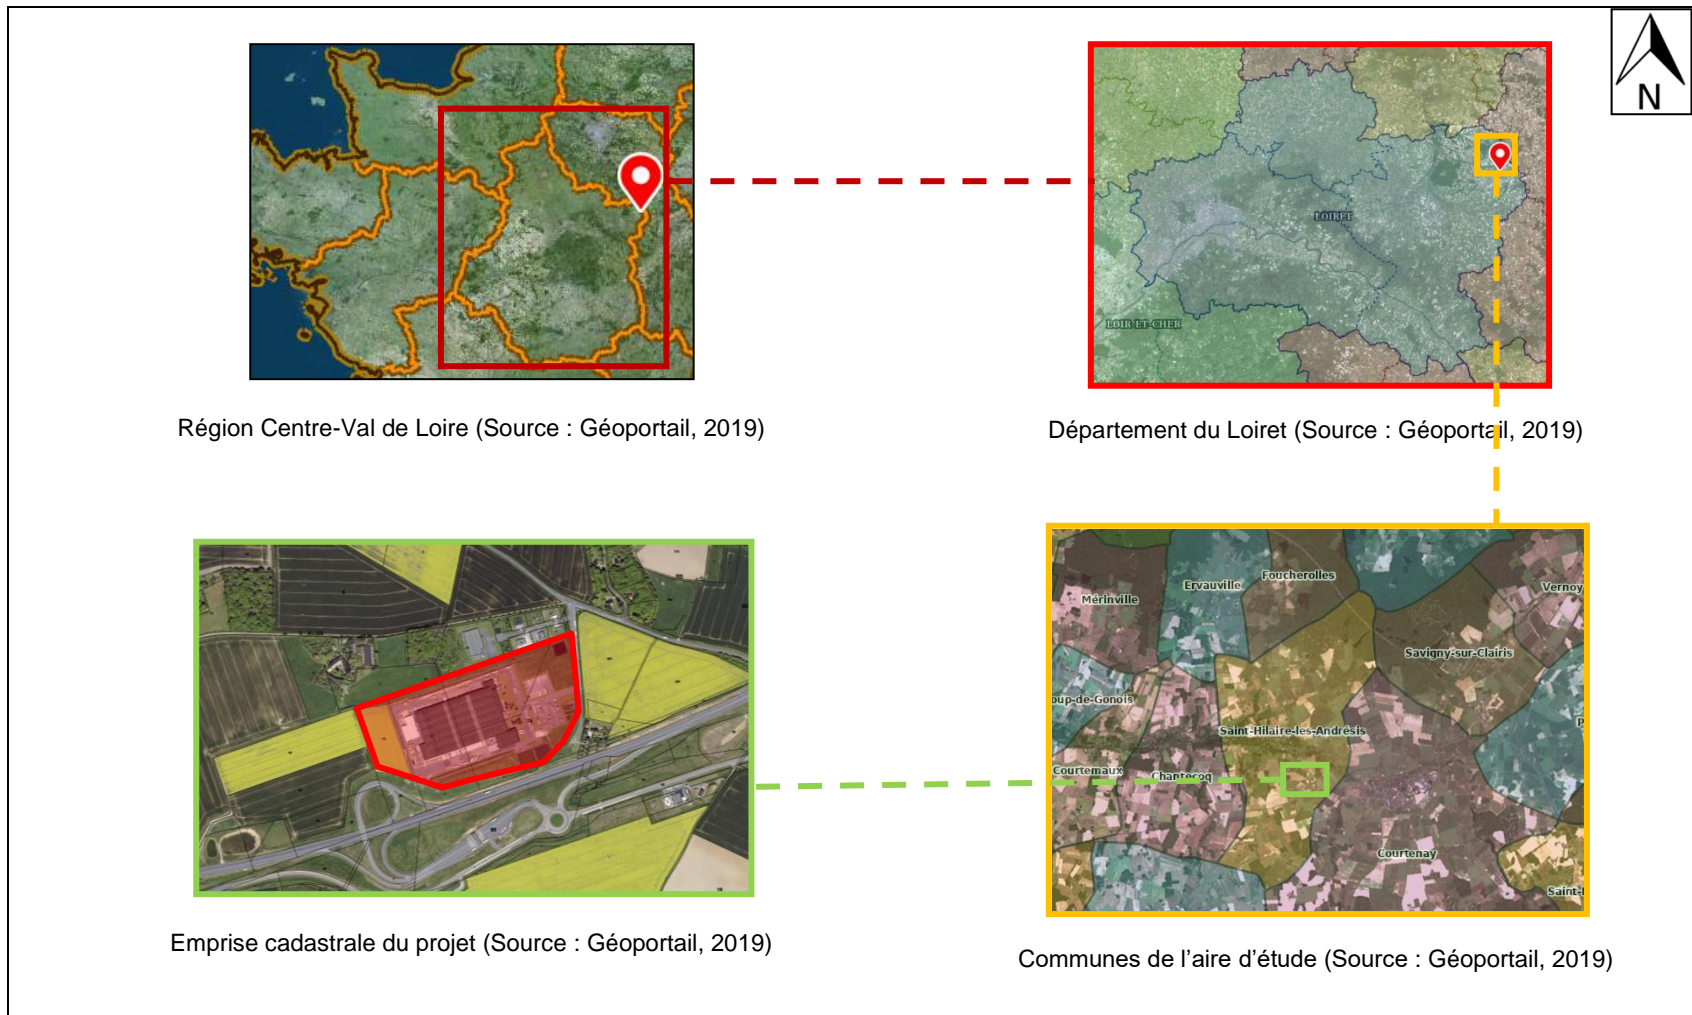 N
LOIRET
LOIR-ET-CHER
Région Centre-Val de Loire (Source : Géoportail, 2019)
Département du Loiret (Source : Géoportail, 2019)
Foucherolles
Ervauville
Mérinville
Vernoy
Savigny-sur-Clairis
oup-de-Gonois
Saint-Hilaire-les-Andrésis
Courtemaux
Chantecoq
Courtenay
Saint-
Emprise cadastrale du projet (Source : Géoportail, 2019)
Communes de l'aire d'étude (Source : Géoportail, 2019)